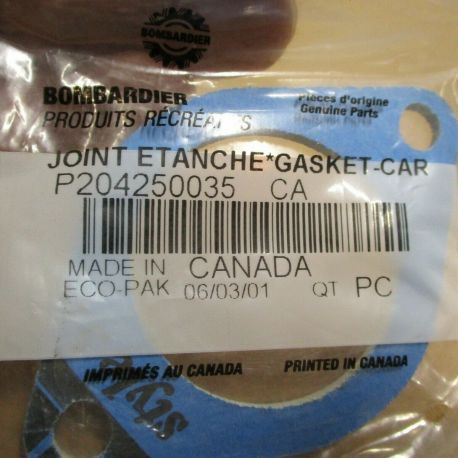 BOMBARDIER
BOMBARDIER
PRODUITS RÉCRÉATIFS
Pièces d'origine
Genuine Parts
JOINT ETANCHE*GASKET-CAR
P204250035 CA
MADE IN CANADA
ECO-PAK 06/03/01 QT PC
IMPRIMÉS AU CANADA
PRINTED IN CANADA